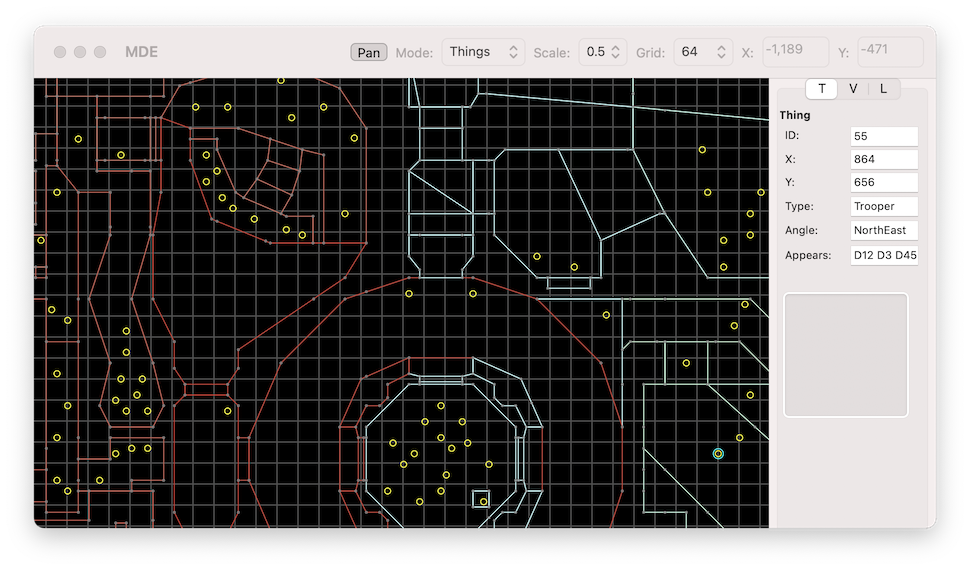 MDE Pan Mode: Things Scale: 0.5 Grid: 64 X: -1,189 Y: -471
T V L
Thing
ID: 55
X: 864
Y: 656
Type: Trooper
Angle: NorthEast
Appears: D12 D3 D45